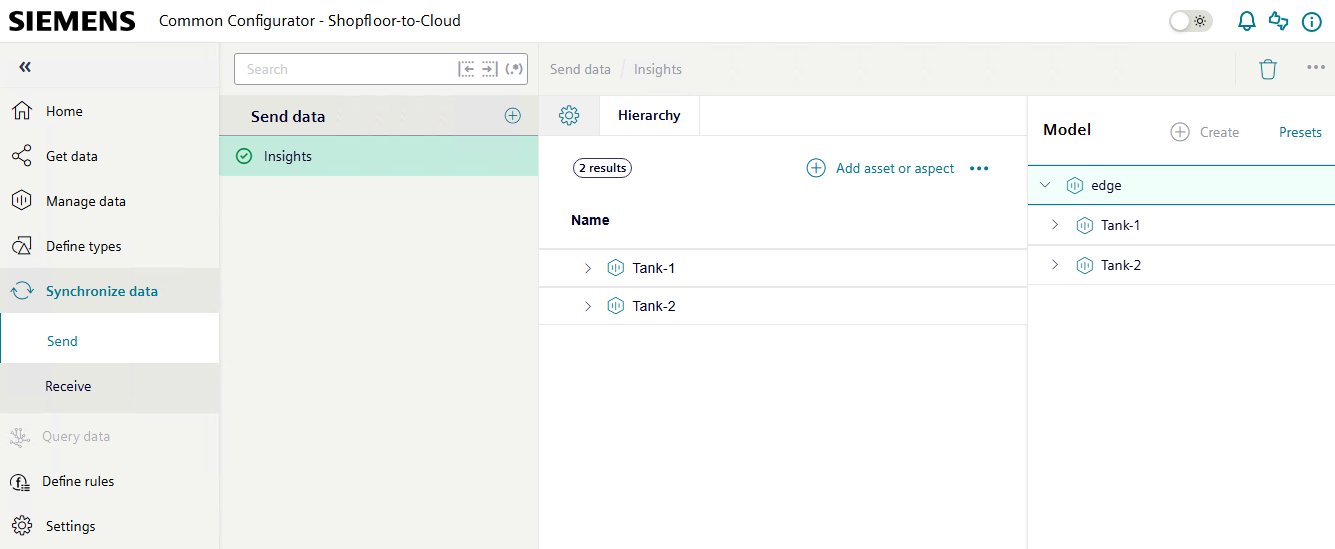 SIEMENS Common Configurator - Shopfloor-to-Cloud
Search (.*)
Send data / Insights
Home
Get data
Manage data
Define types
Synchronize data
Send
Receive
Query data
Define rules
Settings
Send data
Insights
Hierarchy
2 results
Add asset or aspect
Name
Tank-1
Tank-2
Model
Create
Presets
edge
Tank-1
Tank-2